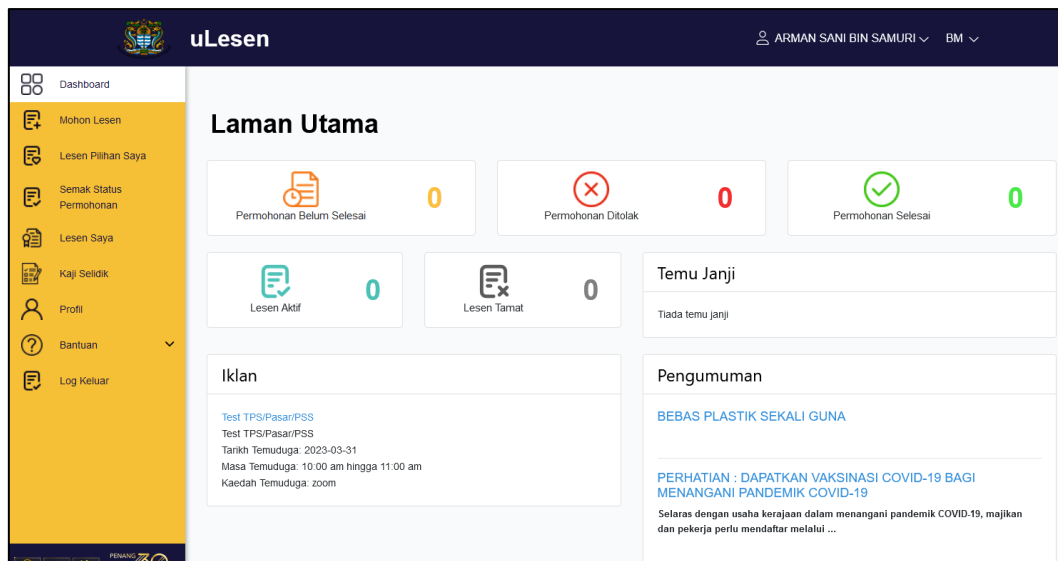 uLesen
ARMAN SANI BIN SAMURI
BM
Dashboard
Mohon Lesen
Lesen Pilihan Saya
Semak Status
Permohonan
Lesen Saya
Kaji Selidik
Profil
Bantuan
Log Keluar
Laman Utama
Permohonan Belum Selesai
0
Permohonan Ditolak
0
Permohonan Selesai
0
Lesen Aktif
0
Lesen Tamat
0
Temu Janji
Tiada temu janji
Iklan
Test TPS/Pasar/PSS
Test TPS/Pasar/PSS
Tarikh Temuduga: 2023-03-31
Masa Temuduga: 10:00 am hingga 11:00 am
Kaedah Temuduga: zoom
Pengumuman
BEBAS PLASTIK SEKALI GUNA
PERHATIAN : DAPATKAN VAKSINASI COVID-19 BAGI
MENANGANI PANDEMIK COVID-19
Selaras dengan usaha kerajaan dalam menangani pandemik COVID-19, majikan
dan pekerja perlu mendaftar melalui ...
PENANG